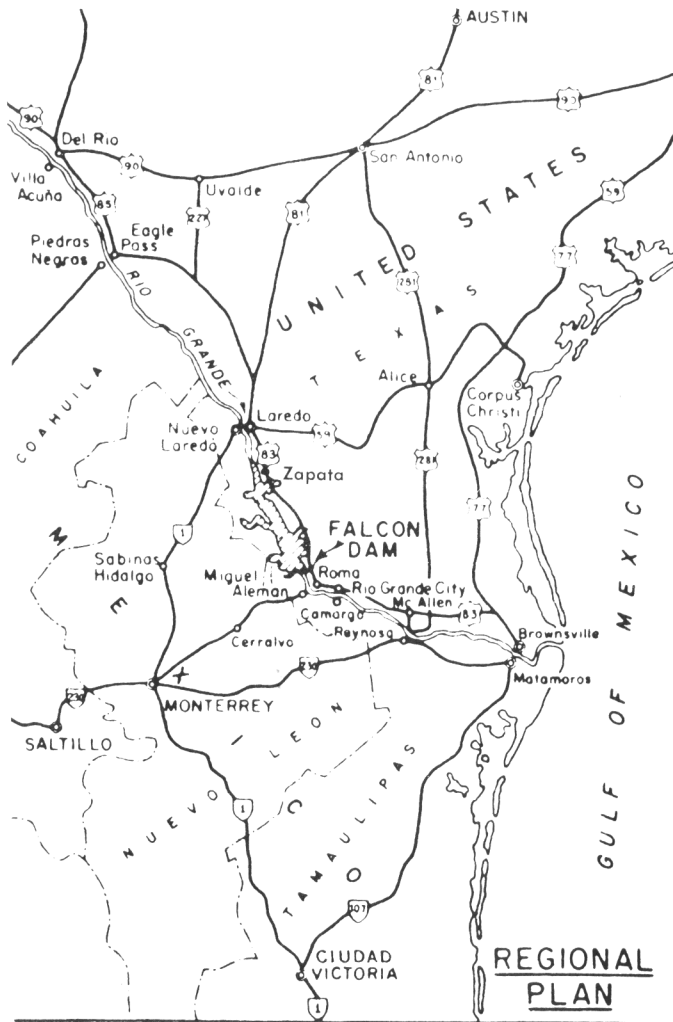 AUSTIN
81
90
90
Del Rio
San Antonio
Villa
Acuña
90
Uvalde
85
59
UNITED STATES
Eagle
Pass
Piedras
Negras
81
77
281
TEXAS
RIO GRANDE
COAHUILA
Alice
Corpus
Christi
Nuevo
Laredo
Laredo
59
83
Zapata
77
1
MEXICO
FALCON
DAM
Sabinas
Hidalgo
Miguel
Aleman
Roma
Rio Grande City
Camargo
Mc Allen
83
Cerralvo
Reynosa
Brownsville
Matamoros
MONTERREY
SALTILLO
NUEVO LEON
TAMAULIPAS
GULF OF MEXICO
1
107
CIUDAD
VICTORIA
1
REGIONAL
PLAN